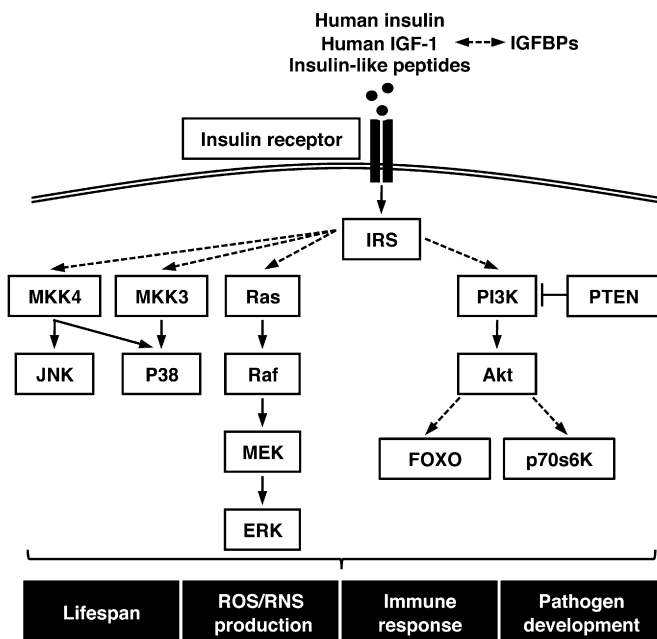 Human insulin
Human IGF-1
IGFBPs
Insulin-like peptides
Insulin receptor
IRS
MKK4
MKK3
Ras
PI3K
PTEN
JNK
P38
Raf
Akt
MEK
FOXO
p70s6K
ERK
Lifespan
ROS/RNS
production
Immune
response
Pathogen
development